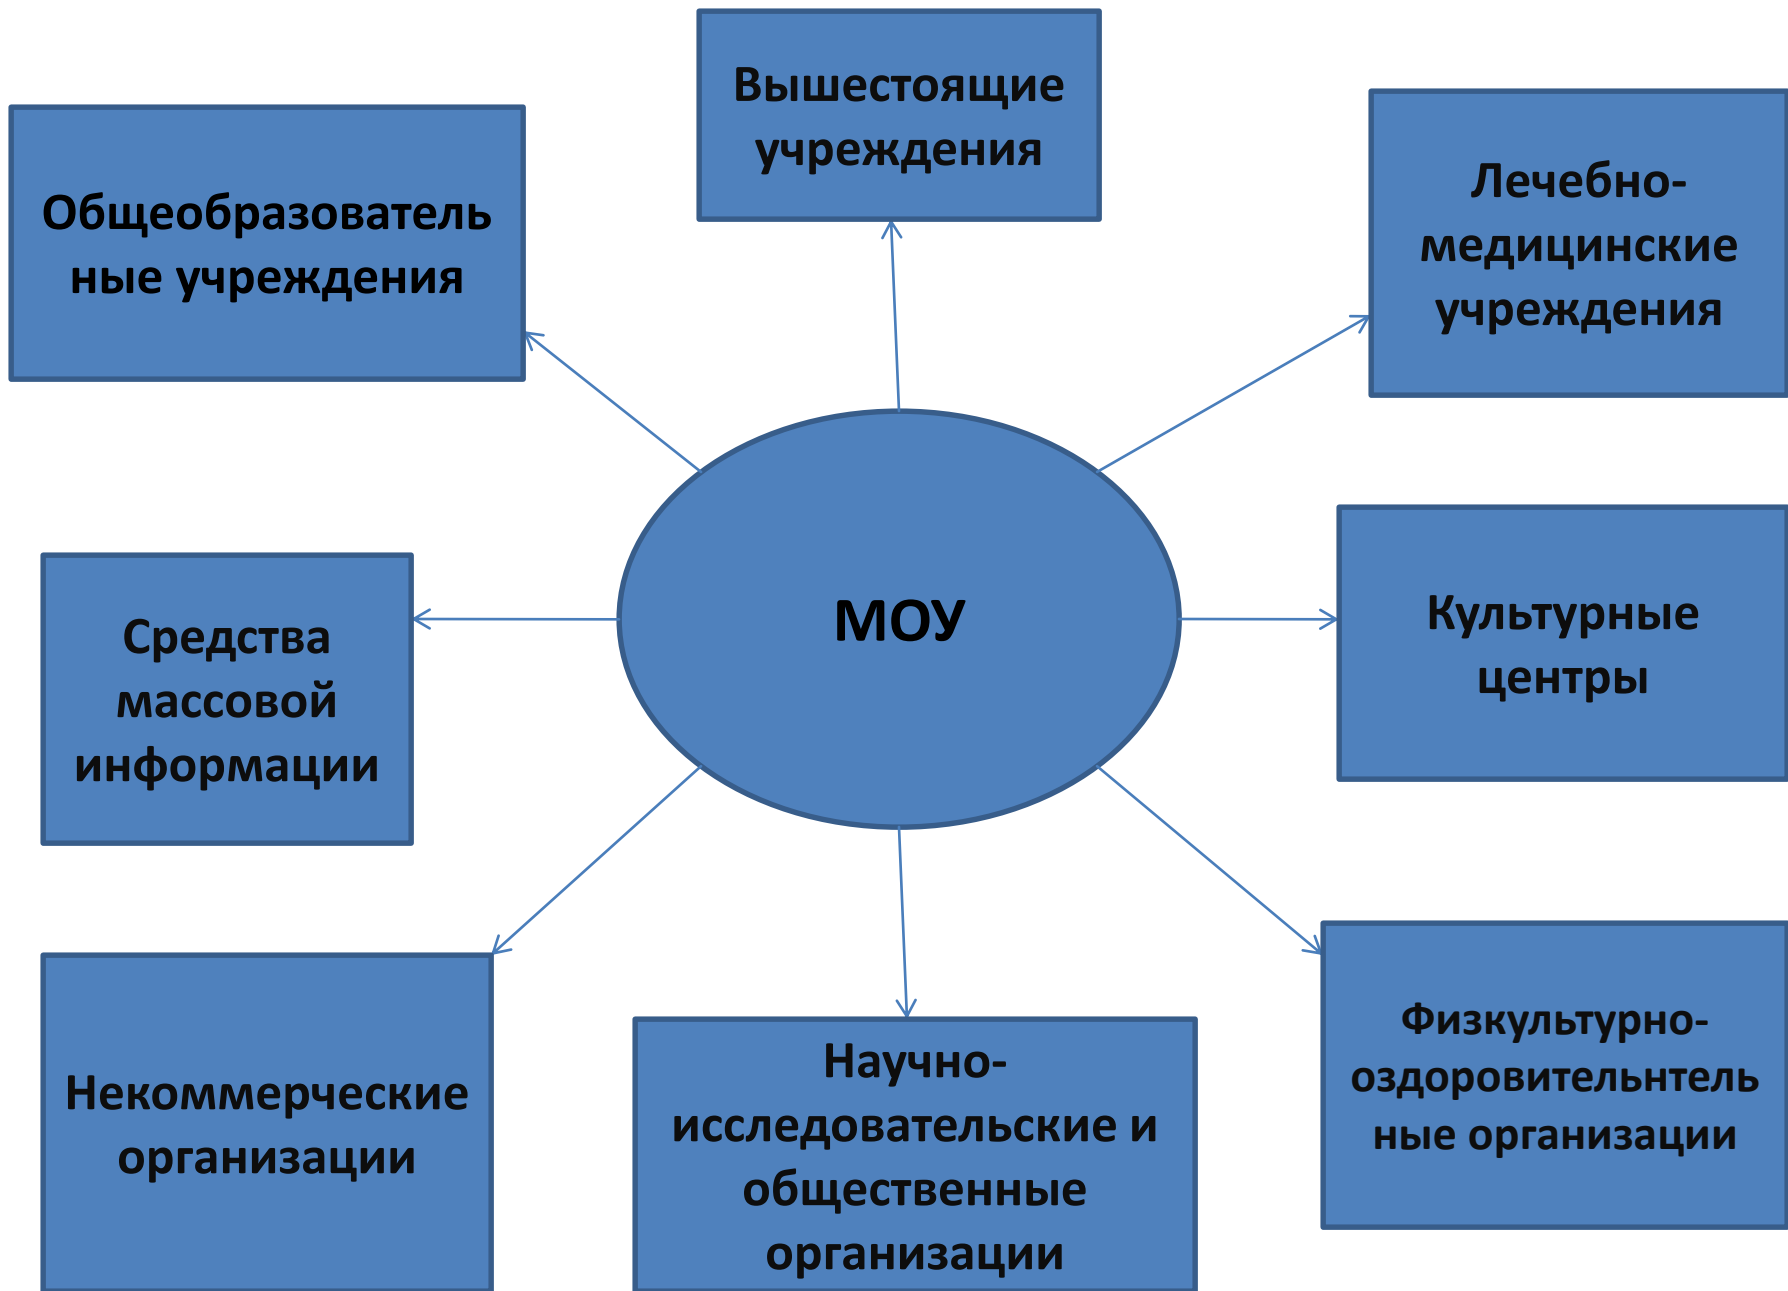 Вышестоящие
учреждения
Общеобразователь
ные учреждения
Лечебно-
медицинские
учреждения
МОУ
Средства
массовой
информации
Культурные
центры
Некоммерческие
организации
Научно-
исследовательские и
общественные
организации
Физкультурно-
оздоровительнтель
ные организации